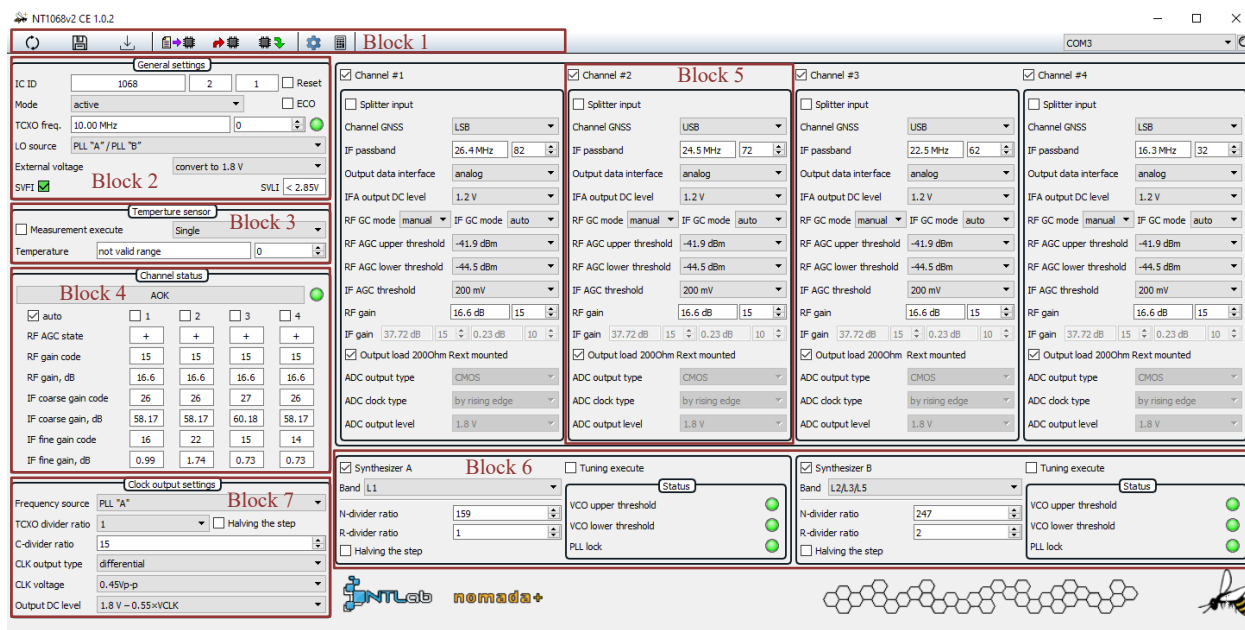 NT1068v2 CE 1.0.2
Block 1
COM3
General settings
IC ID 1068 2 1 Reset
Mode active ECO
TCXO freq. 10.00 MHz 0
LO source PLL "A"/PLL "B"
External voltage convert to 1.8 V
SVFI Block 2 SVLI < 2.85V
Temperture sensor
Measurement execute Single Block 3
Temperature not valid range 0
Channel status
Block 4 AOK
auto 1 2 3 4
RF AGC state + + + +
RF gain code 15 15 15 15
RF gain, dB 16.6 16.6 16.6 16.6
IF coarse gain code 26 26 27 26
IF coarse gain, dB 58.17 58.17 60.18 58.17
IF fine gain code 16 22 15 14
IF fine gain, dB 0.99 1.74 0.73 0.73
Clock output settings
Frequency source PLL "A" Block 7
TCXO divider ratio 1 Halving the step
C-divider ratio 15
CLK output type differential
CLK voltage 0.45Vp-p
Output DC level 1.8 V – 0.55×VCLK
Channel #1
Splitter input
Channel GNSS LSB
IF passband 26.4 MHz 82
Output data interface analog
IFA output DC level 1.2 V
RF GC mode manual IF GC mode auto
RF AGC upper threshold -41.9 dBm
RF AGC lower threshold -44.5 dBm
IF AGC threshold 200 mV
RF gain 16.6 dB 15
IF gain 37.72 dB 15 0.23 dB 10
Output load 200Ohm Rext mounted
ADC output type CMOS
ADC clock type by rising edge
ADC output level 1.8 V
Channel #2 Block 5
Splitter input
Channel GNSS USB
IF passband 24.5 MHz 72
Output data interface analog
IFA output DC level 1.2 V
RF GC mode manual IF GC mode auto
RF AGC upper threshold -41.9 dBm
RF AGC lower threshold -44.5 dBm
IF AGC threshold 200 mV
RF gain 16.6 dB 15
IF gain 37.72 dB 15 0.23 dB 10
Output load 200Ohm Rext mounted
ADC output type CMOS
ADC clock type by rising edge
ADC output level 1.8 V
Channel #3
Splitter input
Channel GNSS USB
IF passband 22.5 MHz 62
Output data interface analog
IFA output DC level 1.2 V
RF GC mode manual IF GC mode auto
RF AGC upper threshold -41.9 dBm
RF AGC lower threshold -44.5 dBm
IF AGC threshold 200 mV
RF gain 16.6 dB 15
IF gain 37.72 dB 15 0.23 dB 10
Output load 200Ohm Rext mounted
ADC output type CMOS
ADC clock type by rising edge
ADC output level 1.8 V
Channel #4
Splitter input
Channel GNSS LSB
IF passband 16.3 MHz 32
Output data interface analog
IFA output DC level 1.2 V
RF GC mode manual IF GC mode auto
RF AGC upper threshold -41.9 dBm
RF AGC lower threshold -44.5 dBm
IF AGC threshold 200 mV
RF gain 16.6 dB 15
IF gain 37.72 dB 15 0.23 dB 10
Output load 200Ohm Rext mounted
ADC output type CMOS
ADC clock type by rising edge
ADC output level 1.8 V
Synthesizer A Block 6 Tuning execute
Band L1
Status
N-divider ratio 159
R-divider ratio 1
Halving the step
VCO upper threshold
VCO lower threshold
PLL lock
Synthesizer B Tuning execute
Band L2/L3/L5
Status
N-divider ratio 247
R-divider ratio 2
Halving the step
VCO upper threshold
VCO lower threshold
PLL lock
NTLab nomada+